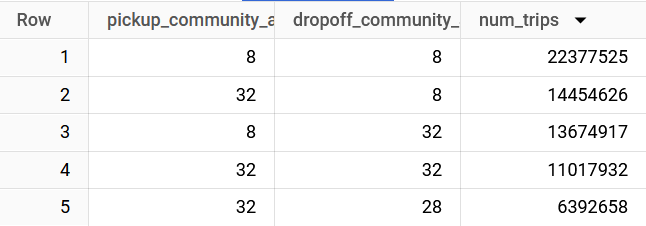 Row pickup_community_a dropoff_community_ num_trips
1 8 8 22377525
2 32 8 14454626
3 8 32 13674917
4 32 32 11017932
5 32 28 6392658